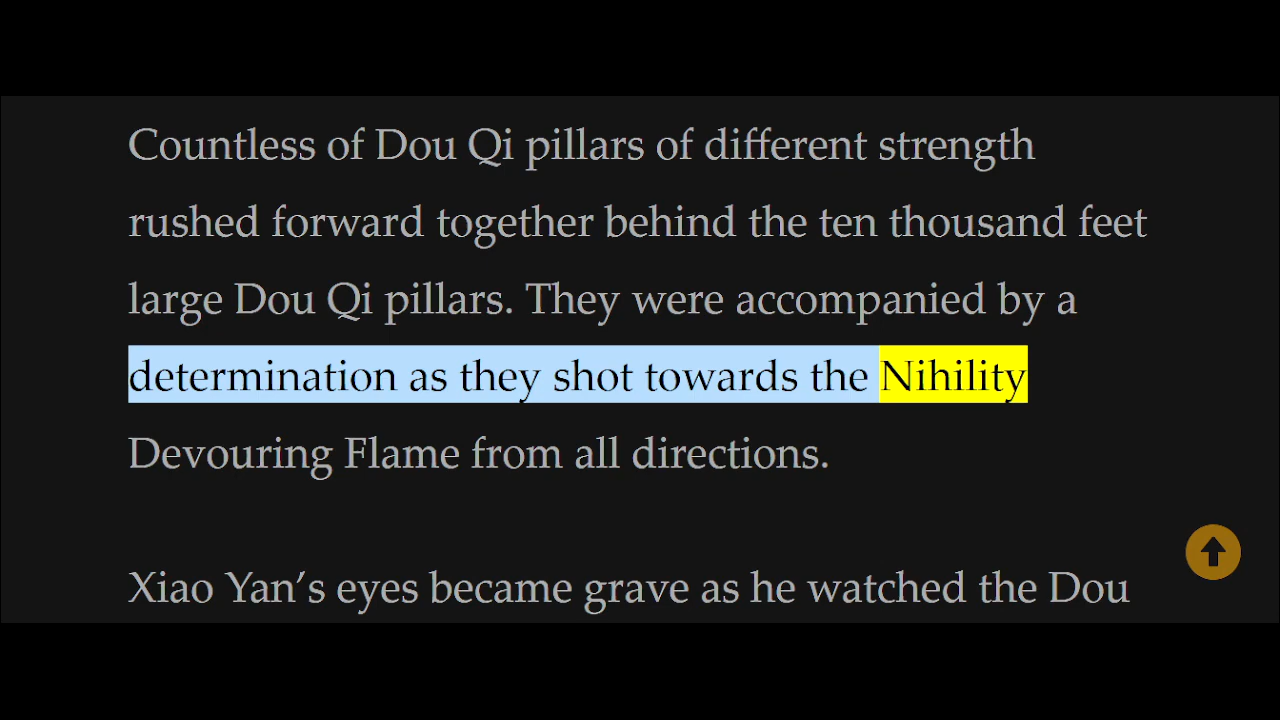 Countless of Dou Qi pillars of different strength
rushed forward together behind the ten thousand feet
large Dou Qi pillars. They were accompanied by a
determination as they shot towards the Nihility
Devouring Flame from all directions.
Xiao Yan’s eyes became grave as he watched the Dou